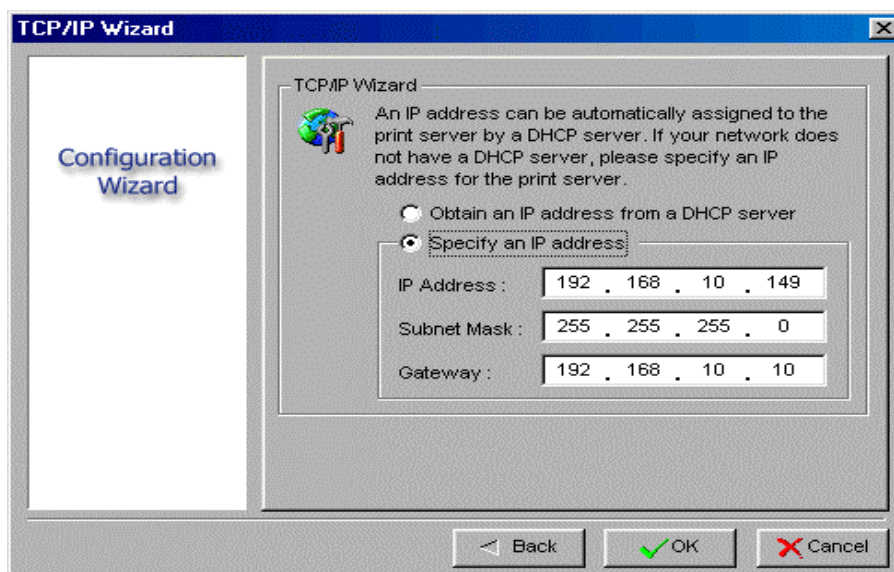 TCP/IP Wizard
Configuration
Wizard
TCP/IP Wizard
An IP address can be automatically assigned to the
print server by a DHCP server. If your network does
not have a DHCP server, please specify an IP
address for the print server.
Obtain an IP address from a DHCP server
Specify an IP address
IP Address : 192 . 168 . 10 . 149
Subnet Mask : 255 . 255 . 255 . 0
Gateway : 192 . 168 . 10 . 10
Back OK Cancel